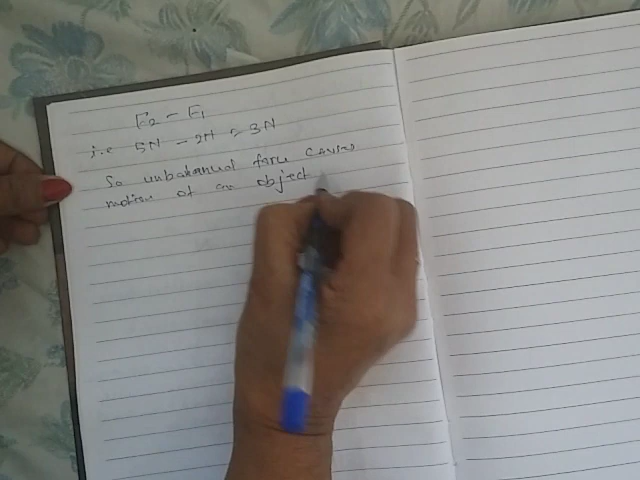 F2 - F1
i.e 5N - 2N = 3N
So unbalanced force causes
motion of an object